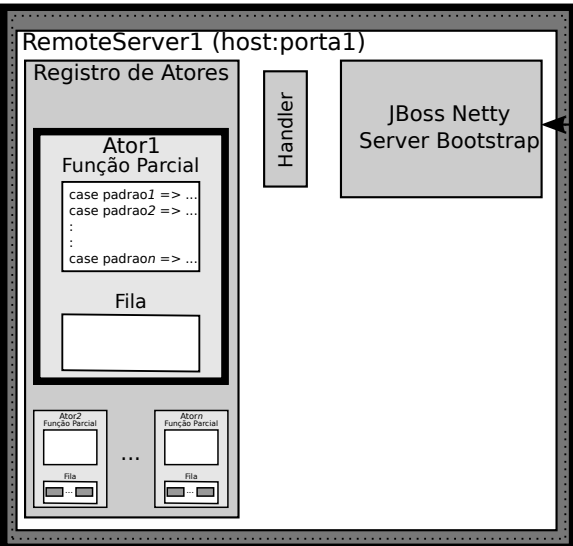 RemoteServer1 (host:porta1)
Registro de Atores
Ator1
Função Parcial
case padrao1 => ...
case padrao2 => ...
:
:
case padraon => ...
Fila
Ator2
Função Parcial
Fila
...
...
Atorn
Função Parcial
Fila
...
Handler
JBoss Netty
Server Bootstrap